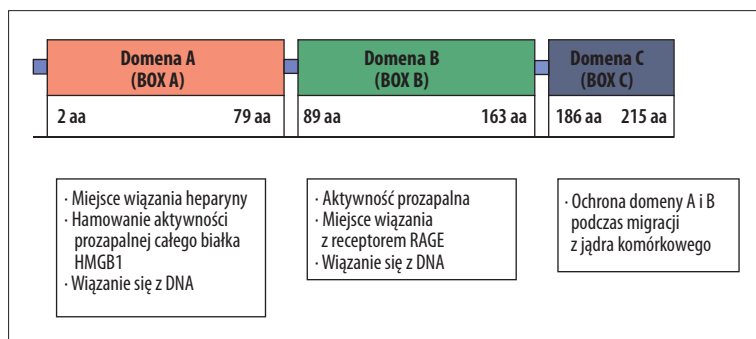 Domena A
(BOX A)
Domena B
(BOX B)
Domena C
(BOX C)
2 aa 79 aa
89 aa 163 aa
186 aa 215 aa
· Miejsce wiązania heparyny
· Hamowanie aktywności
prozapalnej całego białka
HMGB1
· Wiązanie się z DNA
· Aktywność prozapalna
· Miejsce wiązania
z receptorem RAGE
· Wiązanie się z DNA
· Ochrona domeny A i B
podczas migracji
z jądra komórkowego